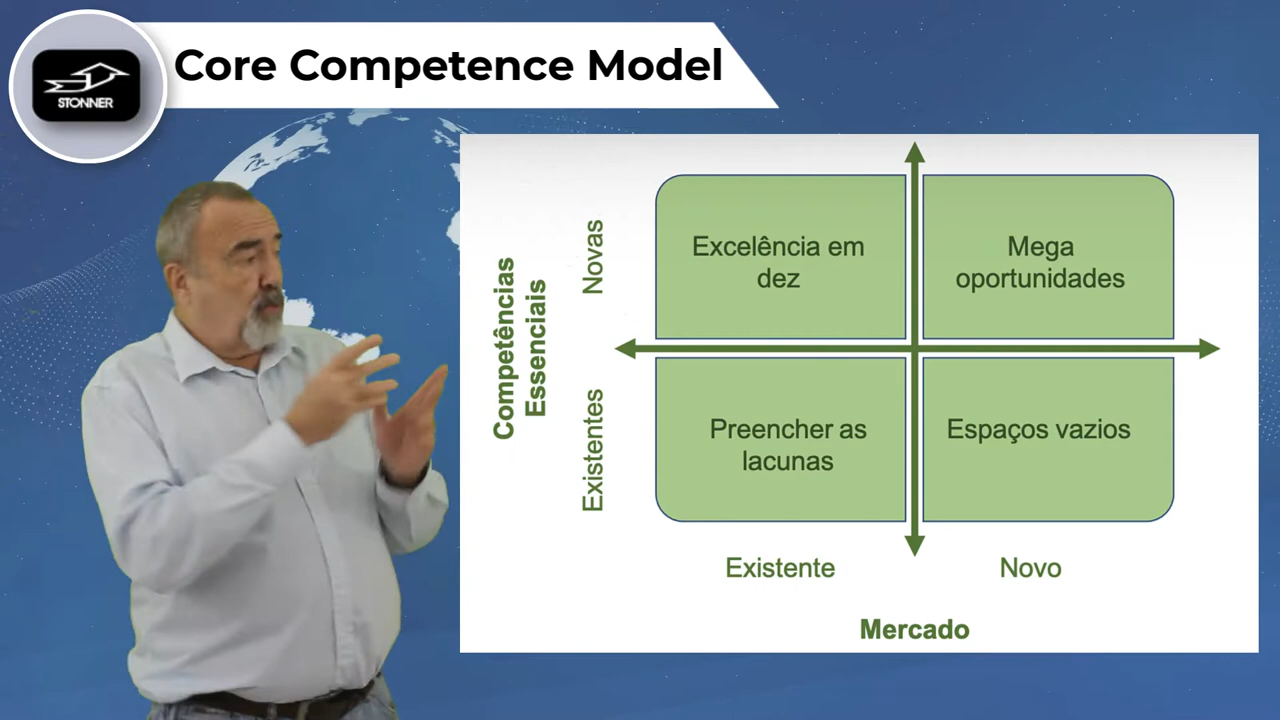 Core Competence Model
STONNER
Competências
Essenciais
Novas
Existentes
Excelência em
dez
Mega
oportunidades
Preencher as
lacunas
Espaços vazios
Existente
Novo
Mercado